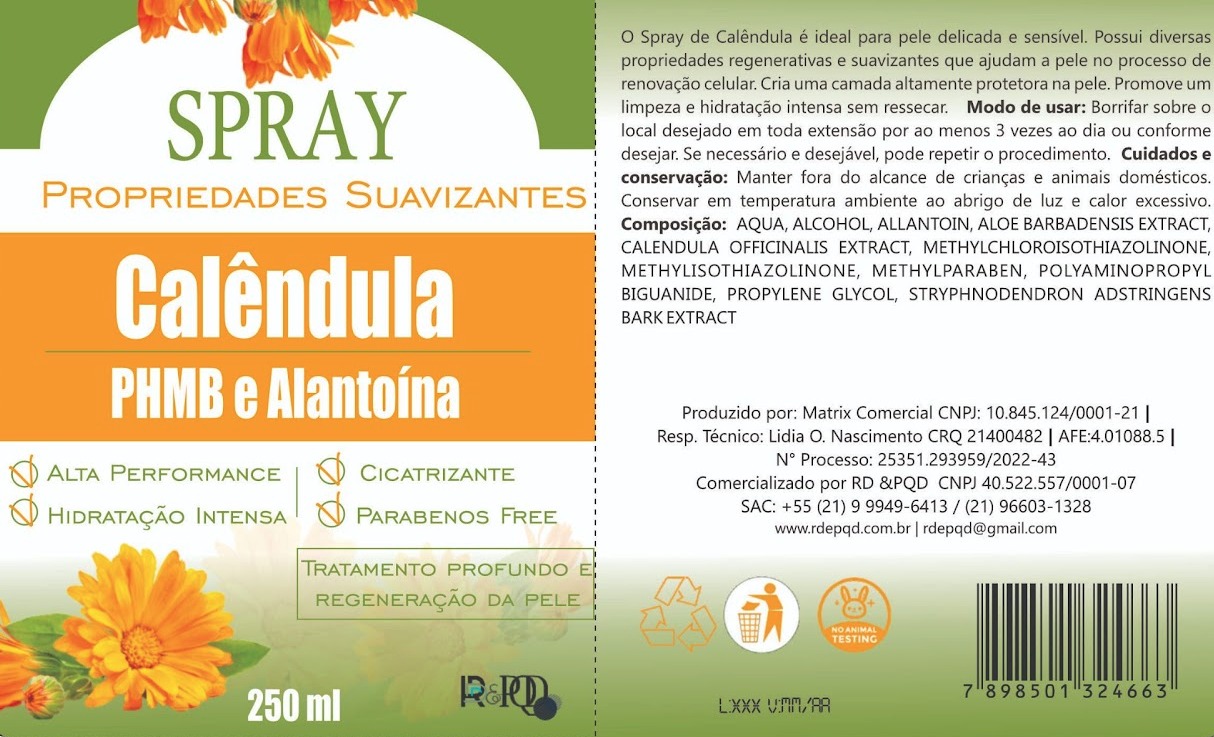 SPRAY
PROPRIEDADES SUAVIZANTES
Calêndula
PHMB e Alantoína
ALTA PERFORMANCE
CICATRIZANTE
HIDRATAÇÃO INTENSA
PARABENOS FREE
TRATAMENTO PROFUNDO E
REGENERAÇÃO DA PELE
250 ml
R&PQD
O Spray de Calêndula é ideal para pele delicada e sensível. Possui diversas
propriedades regenerativas e suavizantes que ajudam a pele no processo de
renovação celular. Cria uma camada altamente protetora na pele. Promove um
limpeza e hidratação intensa sem ressecar. Modo de usar: Borrifar sobre o
local desejado em toda extensão por ao menos 3 vezes ao dia ou conforme
desejar. Se necessário e desejável, pode repetir o procedimento. Cuidados e
conservação: Manter fora do alcance de crianças e animais domésticos.
Conservar em temperatura ambiente ao abrigo de luz e calor excessivo.
Composição: AQUA, ALCOHOL, ALLANTOIN, ALOE BARBADENSIS EXTRACT,
CALENDULA OFFICINALIS EXTRACT, METHYLCHLOROISOTHIAZOLINONE,
METHYLISOTHIAZOLINONE, METHYLPARABEN, POLYAMINOPROPYL
BIGUANIDE, PROPYLENE GLYCOL, STRYPHNODENDRON ADSTRINGENS
BARK EXTRACT
Produzido por: Matrix Comercial CNPJ: 10.845.124/0001-21 |
Resp. Técnico: Lidia O. Nascimento CRQ 21400482 | AFE:4.01088.5 |
N° Processo: 25351.293959/2022-43
Comercializado por RD &PQD CNPJ 40.522.557/0001-07
SAC: +55 (21) 9 9949-6413 / (21) 96603-1328
www.rdepqd.com.br | rdepqd@gmail.com
NO ANIMAL
TESTING
7 898501 324663
L:XXX V:MM/AA